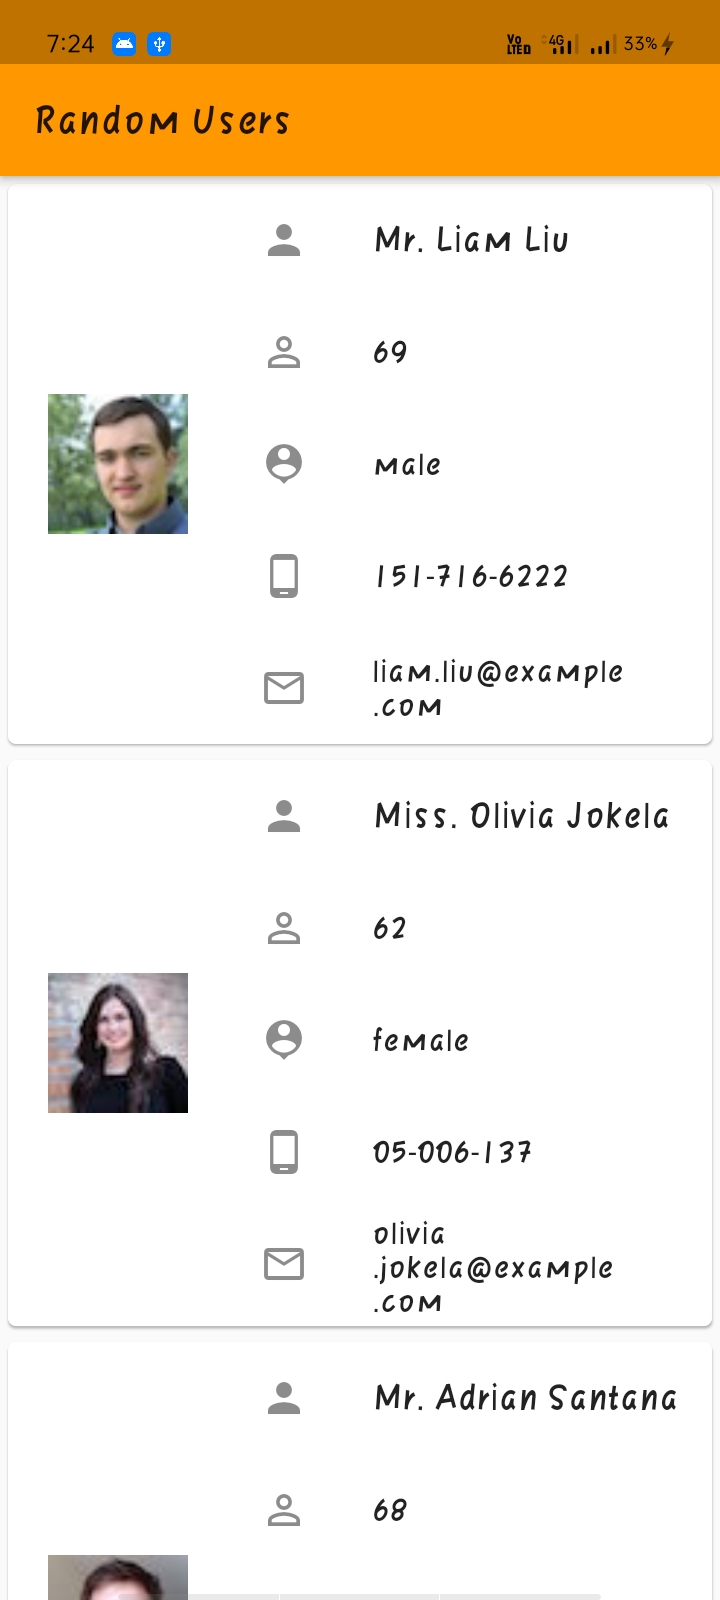 7:24 Vo LTED 4G 33%
Random Users
Mr. Liam Liu
69
male
151-716-6222
liam.liu@example
.com
Miss. Olivia Jokela
62
female
05-006-137
olivia
.jokela@example
.com
Mr. Adrian Santana
68